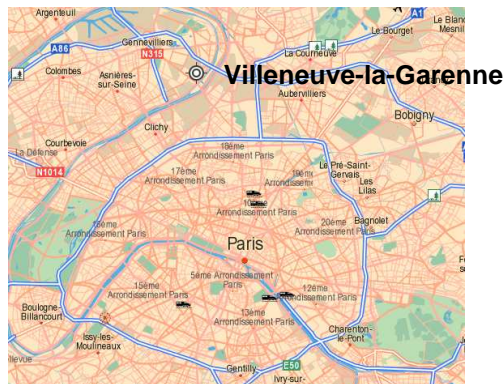 Argenteuil
A1
Le Bourget
Le Blanc
Mesnil
A86
Gennevilliers
N315
La Courneuve
Colombes
Asnières-
sur-Seine
Villeneuve-la-Garenne
Aubervilliers
Bobigny
Clichy
Courbevoie
La Défense
18ème
Arrondissement Paris
N1014
17ème
Arrondissement Paris
19ème
Arrondisseme
Le Pré-Saint-
Gervais
Les
Lilas
Arrondissement Paris
20ème
Arrondissement Paris
Bagnolet
Arrondissement Paris
Paris
5ème Arrondissement
Paris
15ème
Arrondissement Paris
12ème
Arrondissement Paris
13ème
Arrondissement Paris
Boulogne-
Billancourt
Issy-les-
Moulineaux
Charenton-
le-Pont
Gentilly
E50
Ivry-sur-